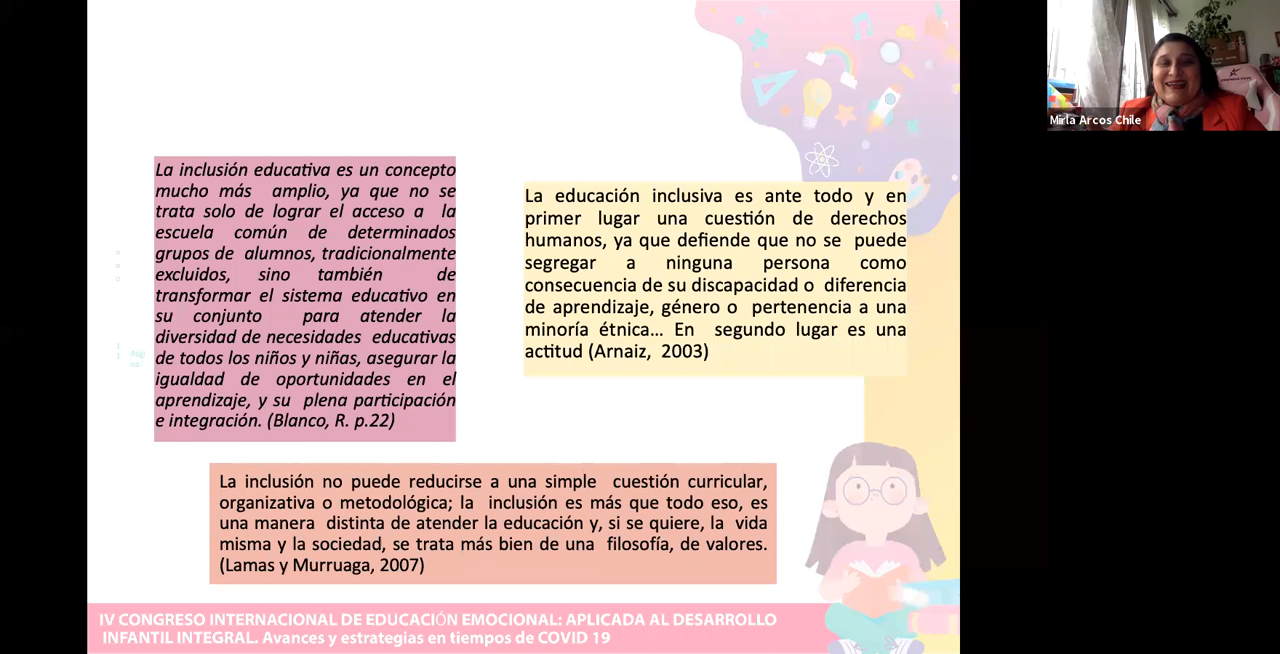 La inclusión educativa es un concepto
mucho más amplio, ya que no se
trata solo de lograr el acceso a la
escuela común de determinados
grupos de alumnos, tradicionalmente
excluidos, sino también de
transformar el sistema educativo en
su conjunto para atender la
diversidad de necesidades educativas
de todos los niños y niñas, asegurar la
igualdad de oportunidades en el
aprendizaje, y su plena participación
e integración. (Blanco, R. p.22)
La educación inclusiva es ante todo y en
primer lugar una cuestión de derechos
humanos, ya que defiende que no se puede
segregar a ninguna persona como
consecuencia de su discapacidad o diferencia
de aprendizaje, género o pertenencia a una
minoría étnica... En segundo lugar es una
actitud (Arnaiz, 2003)
La inclusión no puede reducirse a una simple cuestión curricular,
organizativa o metodológica; la inclusión es más que todo eso, es
una manera distinta de atender la educación y, si se quiere, la vida
misma y la sociedad, se trata más bien de una filosofía, de valores.
(Lamas y Murruaga, 2007)
IV CONGRESO INTERNACIONAL DE EDUCACIÓN EMOCIONAL: APLICADA AL DESARROLLO
INFANTIL INTEGRAL. Avances y estrategias en tiempos de COVID 19
Pági
na
1
1
Mirla Arcos Chile